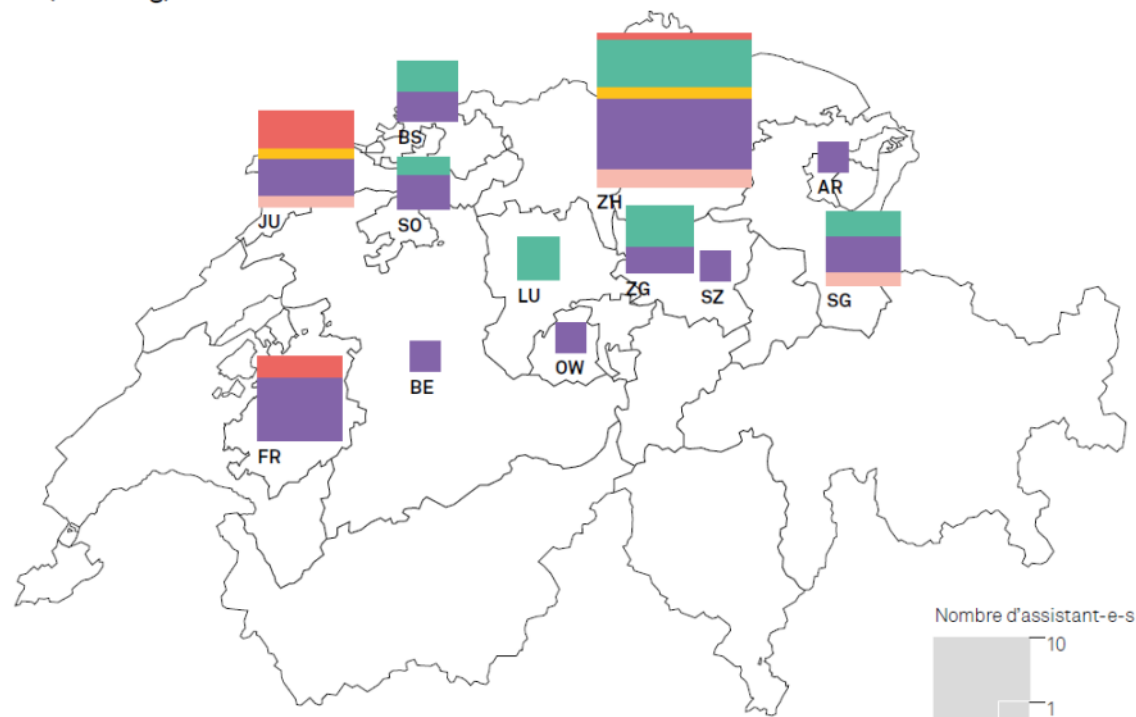 BS
JU
SO
ZH
AR
LU
ZG
SZ
SG
OW
BE
FR
Nombre d'assistant-e-s
10
1